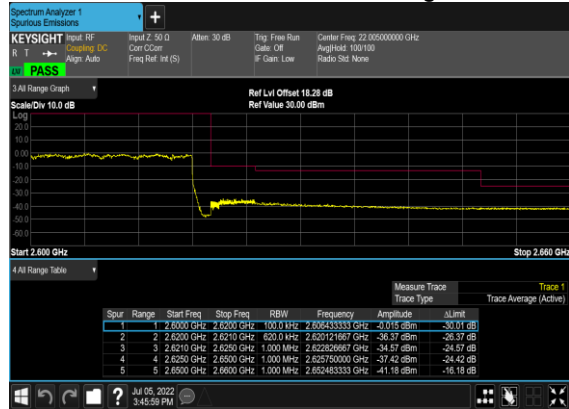 Spectrum Analyzer 1
Spurious Emissions
+
KEYSIGHT Input: RF Input Z: 50 Ω Atten: 30 dB Trig: Free Run Center Freq: 22.005000000 GHz
R T Coupling: DC Corr CCorr Gate: Off Avg|Hold: 100/100
Align: Auto Freq Ref: Int (S) IF Gain: Low Radio Std: None
LW PASS
3 All Range Graph
Ref Lvl Offset 18.28 dB
Scale/Div 10.0 dB Ref Value 30.00 dBm
Log
20.0
10.0
0.00
-10.0
-20.0
-30.0
-40.0
-50.0
-60.0
Start 2.600 GHz Stop 2.660 GHz
4 All Range Table
Measure Trace Trace 1
Trace Type Trace Average (Active)
Spur Range Start Freq Stop Freq RBW Frequency Amplitude ΔLimit
1 1 2.6000 GHz 2.6200 GHz 100.0 kHz 2.606433333 GHz -0.015 dBm -30.01 dB
2 2 2.6200 GHz 2.6210 GHz 620.0 kHz 2.620121667 GHz -36.37 dBm -26.37 dB
3 3 2.6210 GHz 2.6250 GHz 1.000 MHz 2.622826667 GHz -34.57 dBm -24.57 dB
4 4 2.6250 GHz 2.6500 GHz 1.000 MHz 2.625750000 GHz -37.42 dBm -24.42 dB
5 5 2.6500 GHz 2.6600 GHz 1.000 MHz 2.652483333 GHz -41.18 dBm -16.18 dB
? Jul 05, 2022
3:45:59 PM